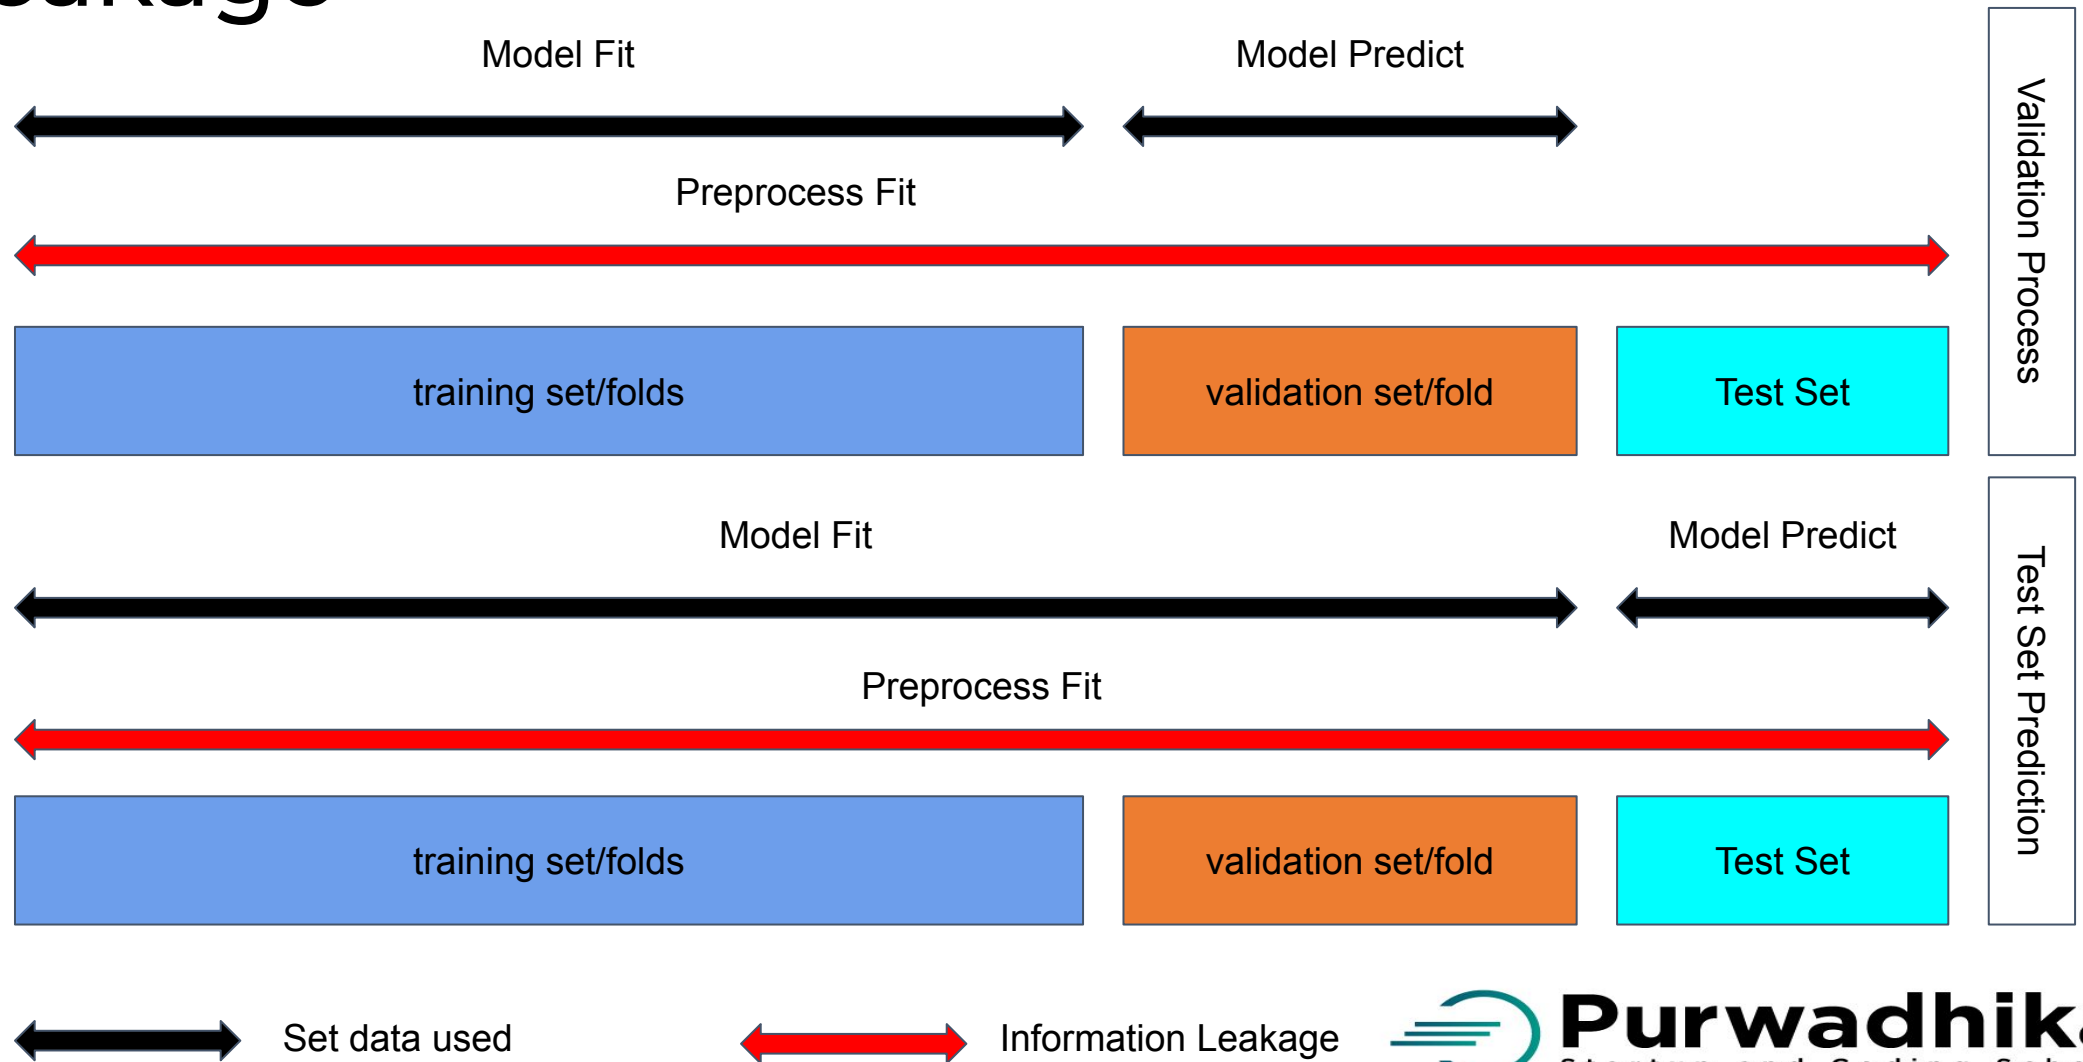 Model Fit
Model Predict
Preprocess Fit
training set/folds
validation set/fold
Test Set
Validation Process
Model Fit
Model Predict
Preprocess Fit
training set/folds
validation set/fold
Test Set
Test Set Prediction
Set data used
Information Leakage
Purwadhika